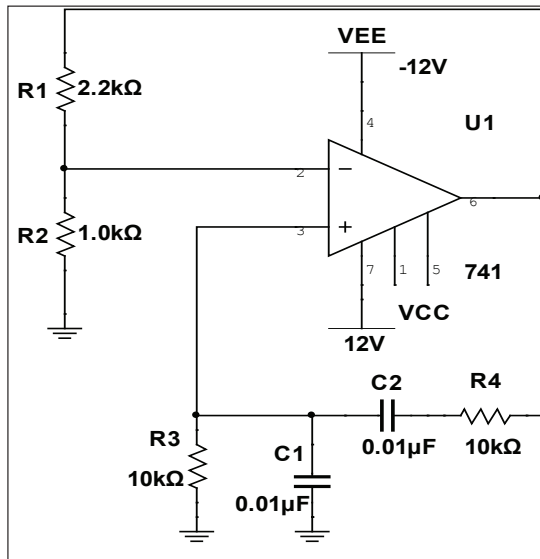 VEE
-12V
R1
2.2kΩ
4
U1
2
6
R2
1.0kΩ
3
7
1
5
741
VCC
12V
C2
R4
R3
C1
0.01µF
10kΩ
10kΩ
0.01µF